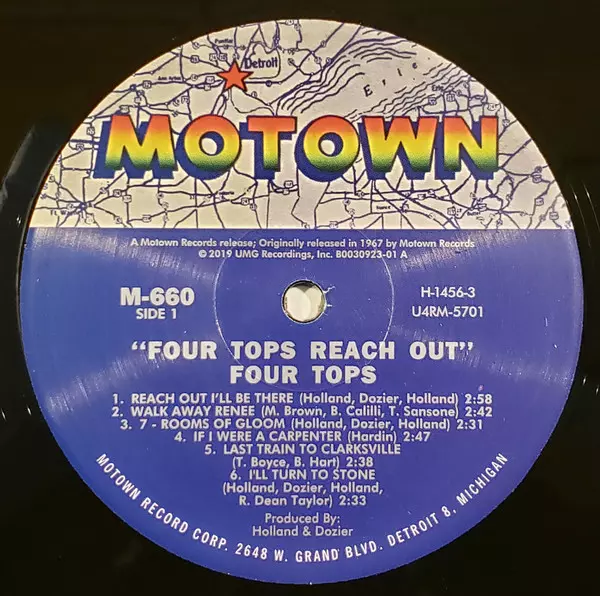 Pontiac
Detroit
Ann Arbor
Erie
Erie
MOTOWN
A Motown Records release; Originally released in 1967 by Motown Records
℗2019 UMG Recordings, Inc. B0030923-01 A
M-660
SIDE 1
H-1456-3
U4RM-5701
"FOUR TOPS REACH OUT"
FOUR TOPS
1. REACH OUT I'LL BE THERE (Holland, Dozier, Holland) 2:58
2. WALK AWAY RENEE (M. Brown, B. Calilli, T. Sansone) 2:42
3. 7 - ROOMS OF GLOOM (Holland, Dozier, Holland) 2:31
4. IF I WERE A CARPENTER (Hardin) 2:47
5. LAST TRAIN TO CLARKSVILLE
(T. Boyce, B. Hart) 2:38
6. I'LL TURN TO STONE
(Holland, Dozier, Holland,
R. Dean Taylor) 2:33
Produced By:
Holland & Dozier
MOTOWN RECORD CORP. 2648 W. GRAND BLVD. DETROIT 8, MICHIGAN